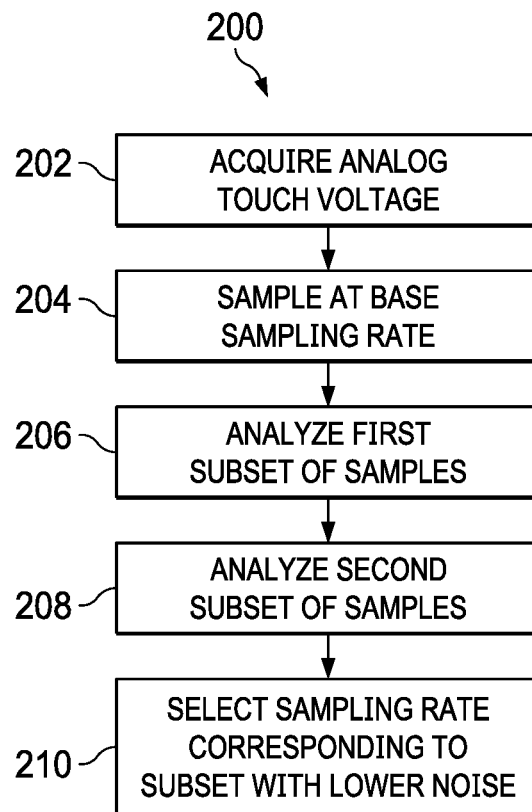 200
202
ACQUIRE ANALOG
TOUCH VOLTAGE
204
SAMPLE AT BASE
SAMPLING RATE
206
ANALYZE FIRST
SUBSET OF SAMPLES
208
ANALYZE SECOND
SUBSET OF SAMPLES
210
SELECT SAMPLING RATE
CORRESPONDING TO
SUBSET WITH LOWER NOISE